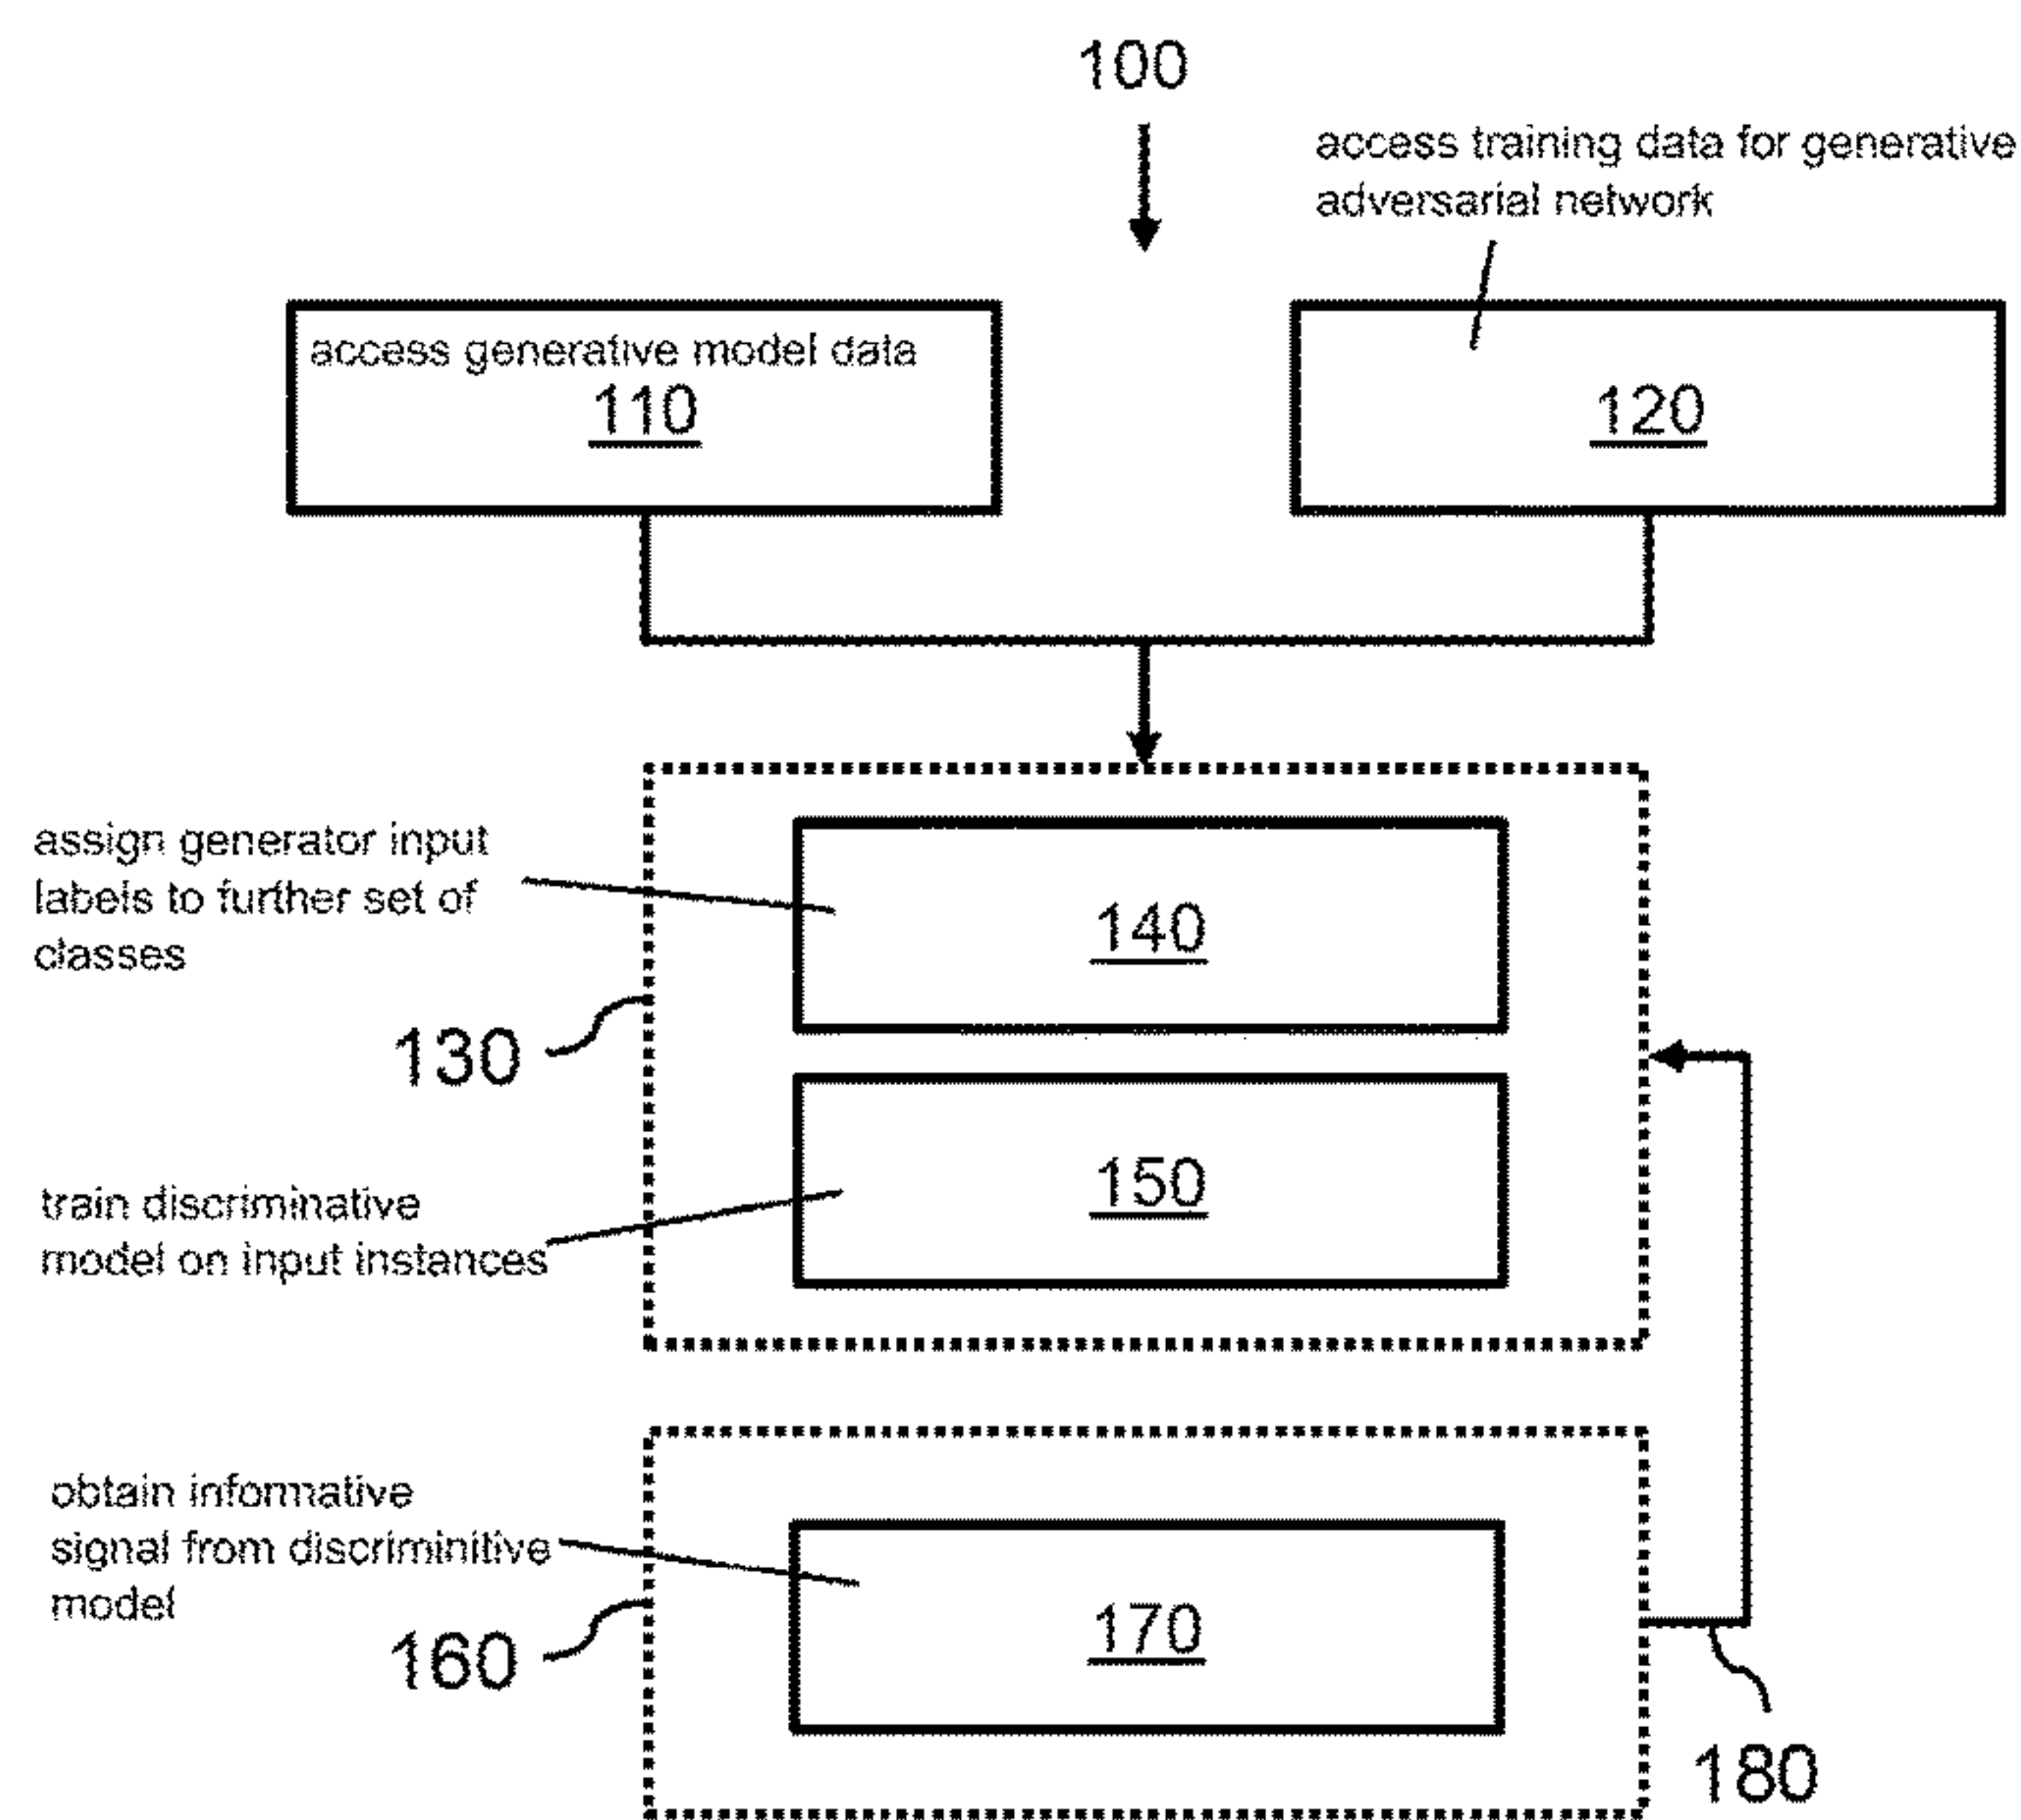 100
access training data for generative
adversarial network
access generative model data
110
120
assign generator input
labels to further set of
classes
140
130
150
train discriminative
model on input instances
obtain informative
signal from discriminitive
model
170
160
180